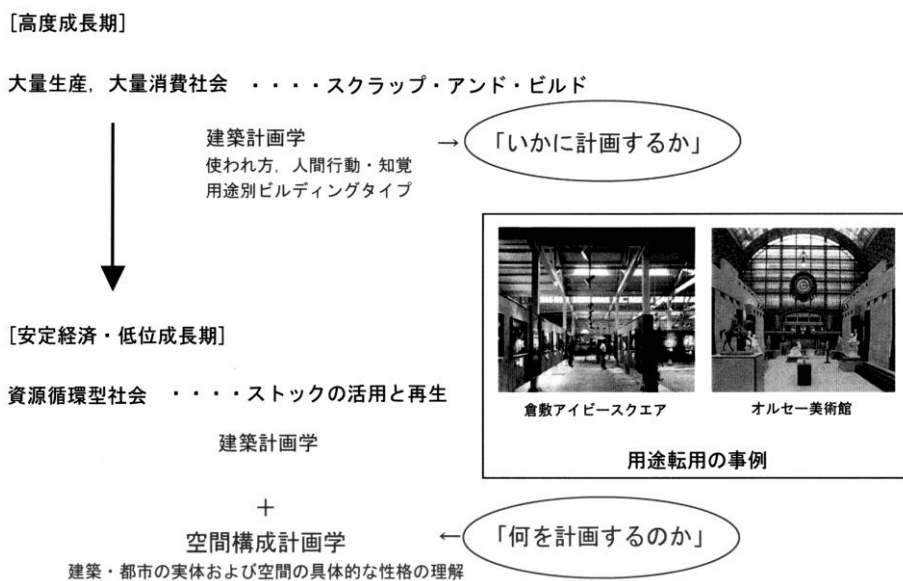 [高度成長期]
大量生産，大量消費社会　・・・・スクラップ・アンド・ビルド
建築計画学　→　「いかに計画するか」
使われ方，人間行動・知覚
用途別ビルディングタイプ
[安定経済・低位成長期]
資源循環型社会　・・・・ストックの活用と再生
建築計画学
倉敷アイビースクエア
オルセー美術館
用途転用の事例
＋
空間構成計画学　←　「何を計画するのか」
建築・都市の実体および空間の具体的な性格の理解